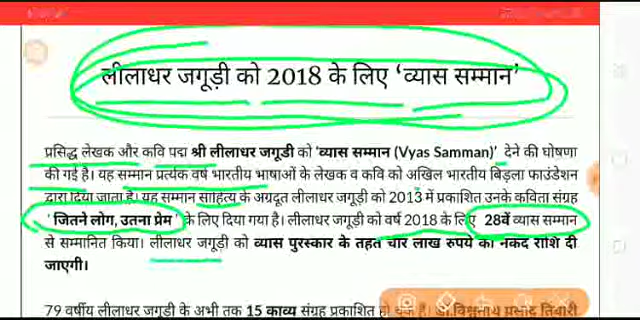 लीलाधर जगूड़ी को 2018 के लिए ‘व्यास सम्मान’
प्रसिद्ध लेखक और कवि पद्म श्री लीलाधर जगूडी को ‘व्यास सम्मान (Vyas Samman)’ देने की घोषणा
की गई है। यह सम्मान प्रत्येक वर्ष भारतीय भाषाओं के लेखक व कवि को अखिल भारतीय बिड़ला फाउंडेशन
द्वारा दिया जाता है। यह सम्मान साहित्य के अग्रदूत लीलाधर जगूडी को 2013 में प्रकाशित उनके कविता संग्रह
‘जितने लोग, उतना प्रेम’ के लिए दिया गया है। लीलाधर जगूडी को वर्ष 2018 के लिए 28वें व्यास सम्मान
से सम्मानित किया। लीलाधर जगूडी को व्यास पुरस्कार के तहत चार लाख रुपये की नकद राशि दी
जाएगी।
79 वर्षीय लीलाधर जगूडी के अभी तक 15 काव्य संग्रह प्रकाशित हो चुके हैं। विश्वनाथ प्रसाद तिवारी